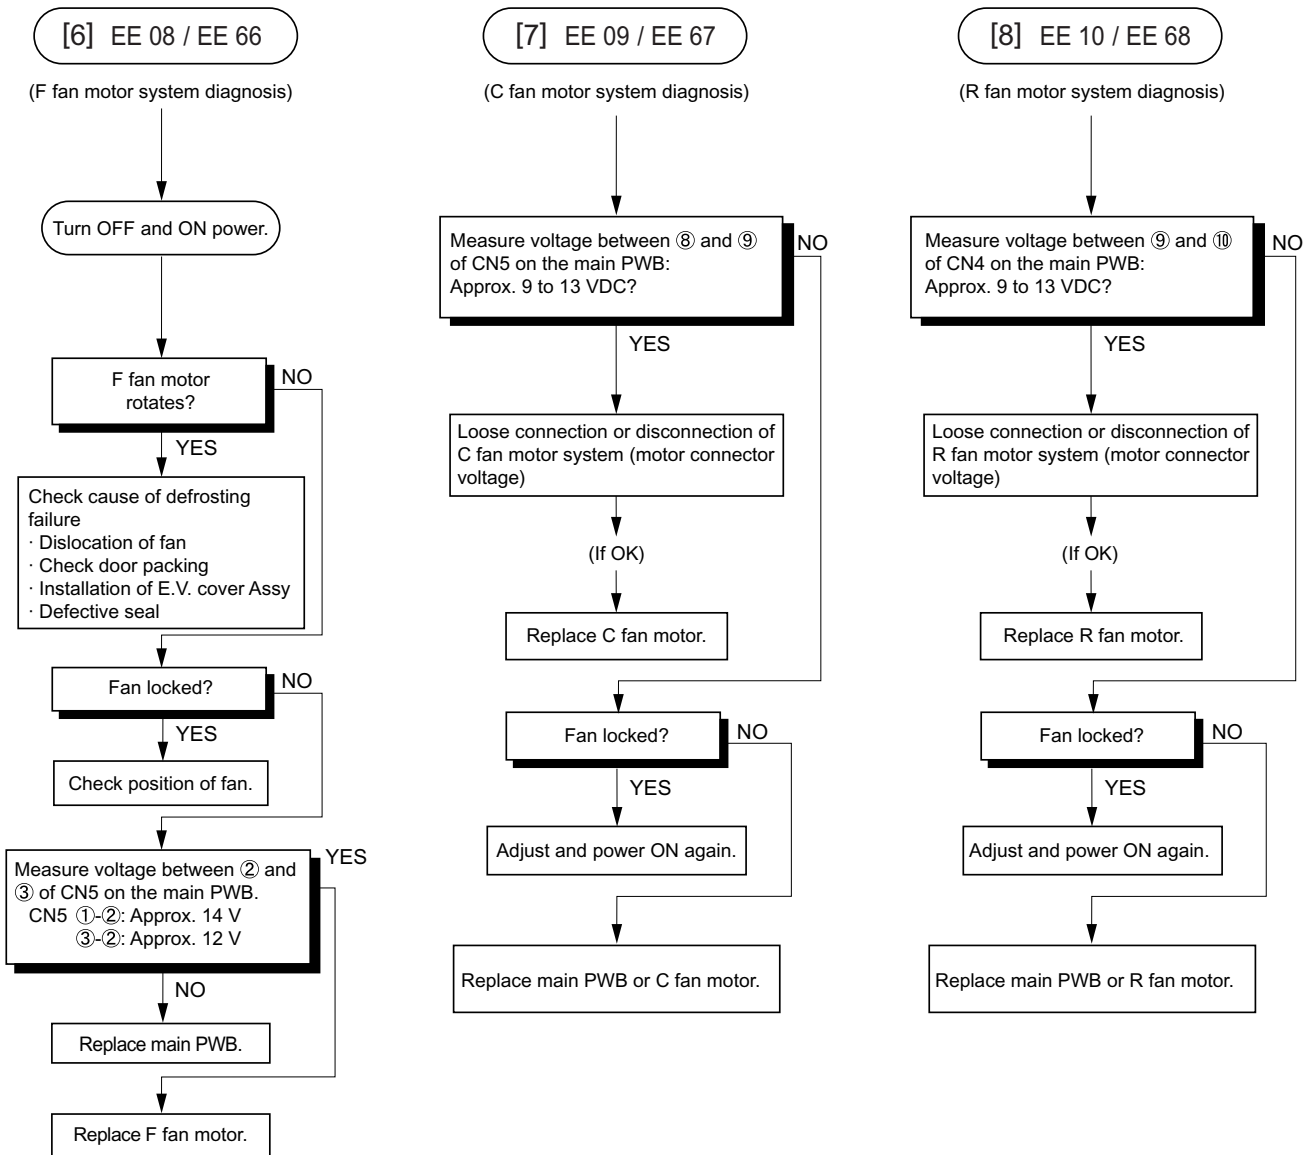 [6] EE 08 / EE 66
(F fan motor system diagnosis)
Turn OFF and ON power.
F fan motor
rotates?
NO
YES
Check cause of defrosting
failure
· Dislocation of fan
· Check door packing
· Installation of E.V. cover Assy
· Defective seal
Fan locked?
NO
YES
Check position of fan.
Measure voltage between ② and
③ of CN5 on the main PWB.
CN5 ①-②: Approx. 14 V
③-②: Approx. 12 V
YES
NO
Replace main PWB.
Replace F fan motor.
[7] EE 09 / EE 67
(C fan motor system diagnosis)
Measure voltage between ⑧ and ⑨
of CN5 on the main PWB:
Approx. 9 to 13 VDC?
NO
YES
Loose connection or disconnection of
C fan motor system (motor connector
voltage)
(If OK)
Replace C fan motor.
Fan locked?
NO
YES
Adjust and power ON again.
Replace main PWB or C fan motor.
[8] EE 10 / EE 68
(R fan motor system diagnosis)
Measure voltage between ⑨ and ⑩
of CN4 on the main PWB:
Approx. 9 to 13 VDC?
NO
YES
Loose connection or disconnection of
R fan motor system (motor connector
voltage)
(If OK)
Replace R fan motor.
Fan locked?
NO
YES
Adjust and power ON again.
Replace main PWB or R fan motor.